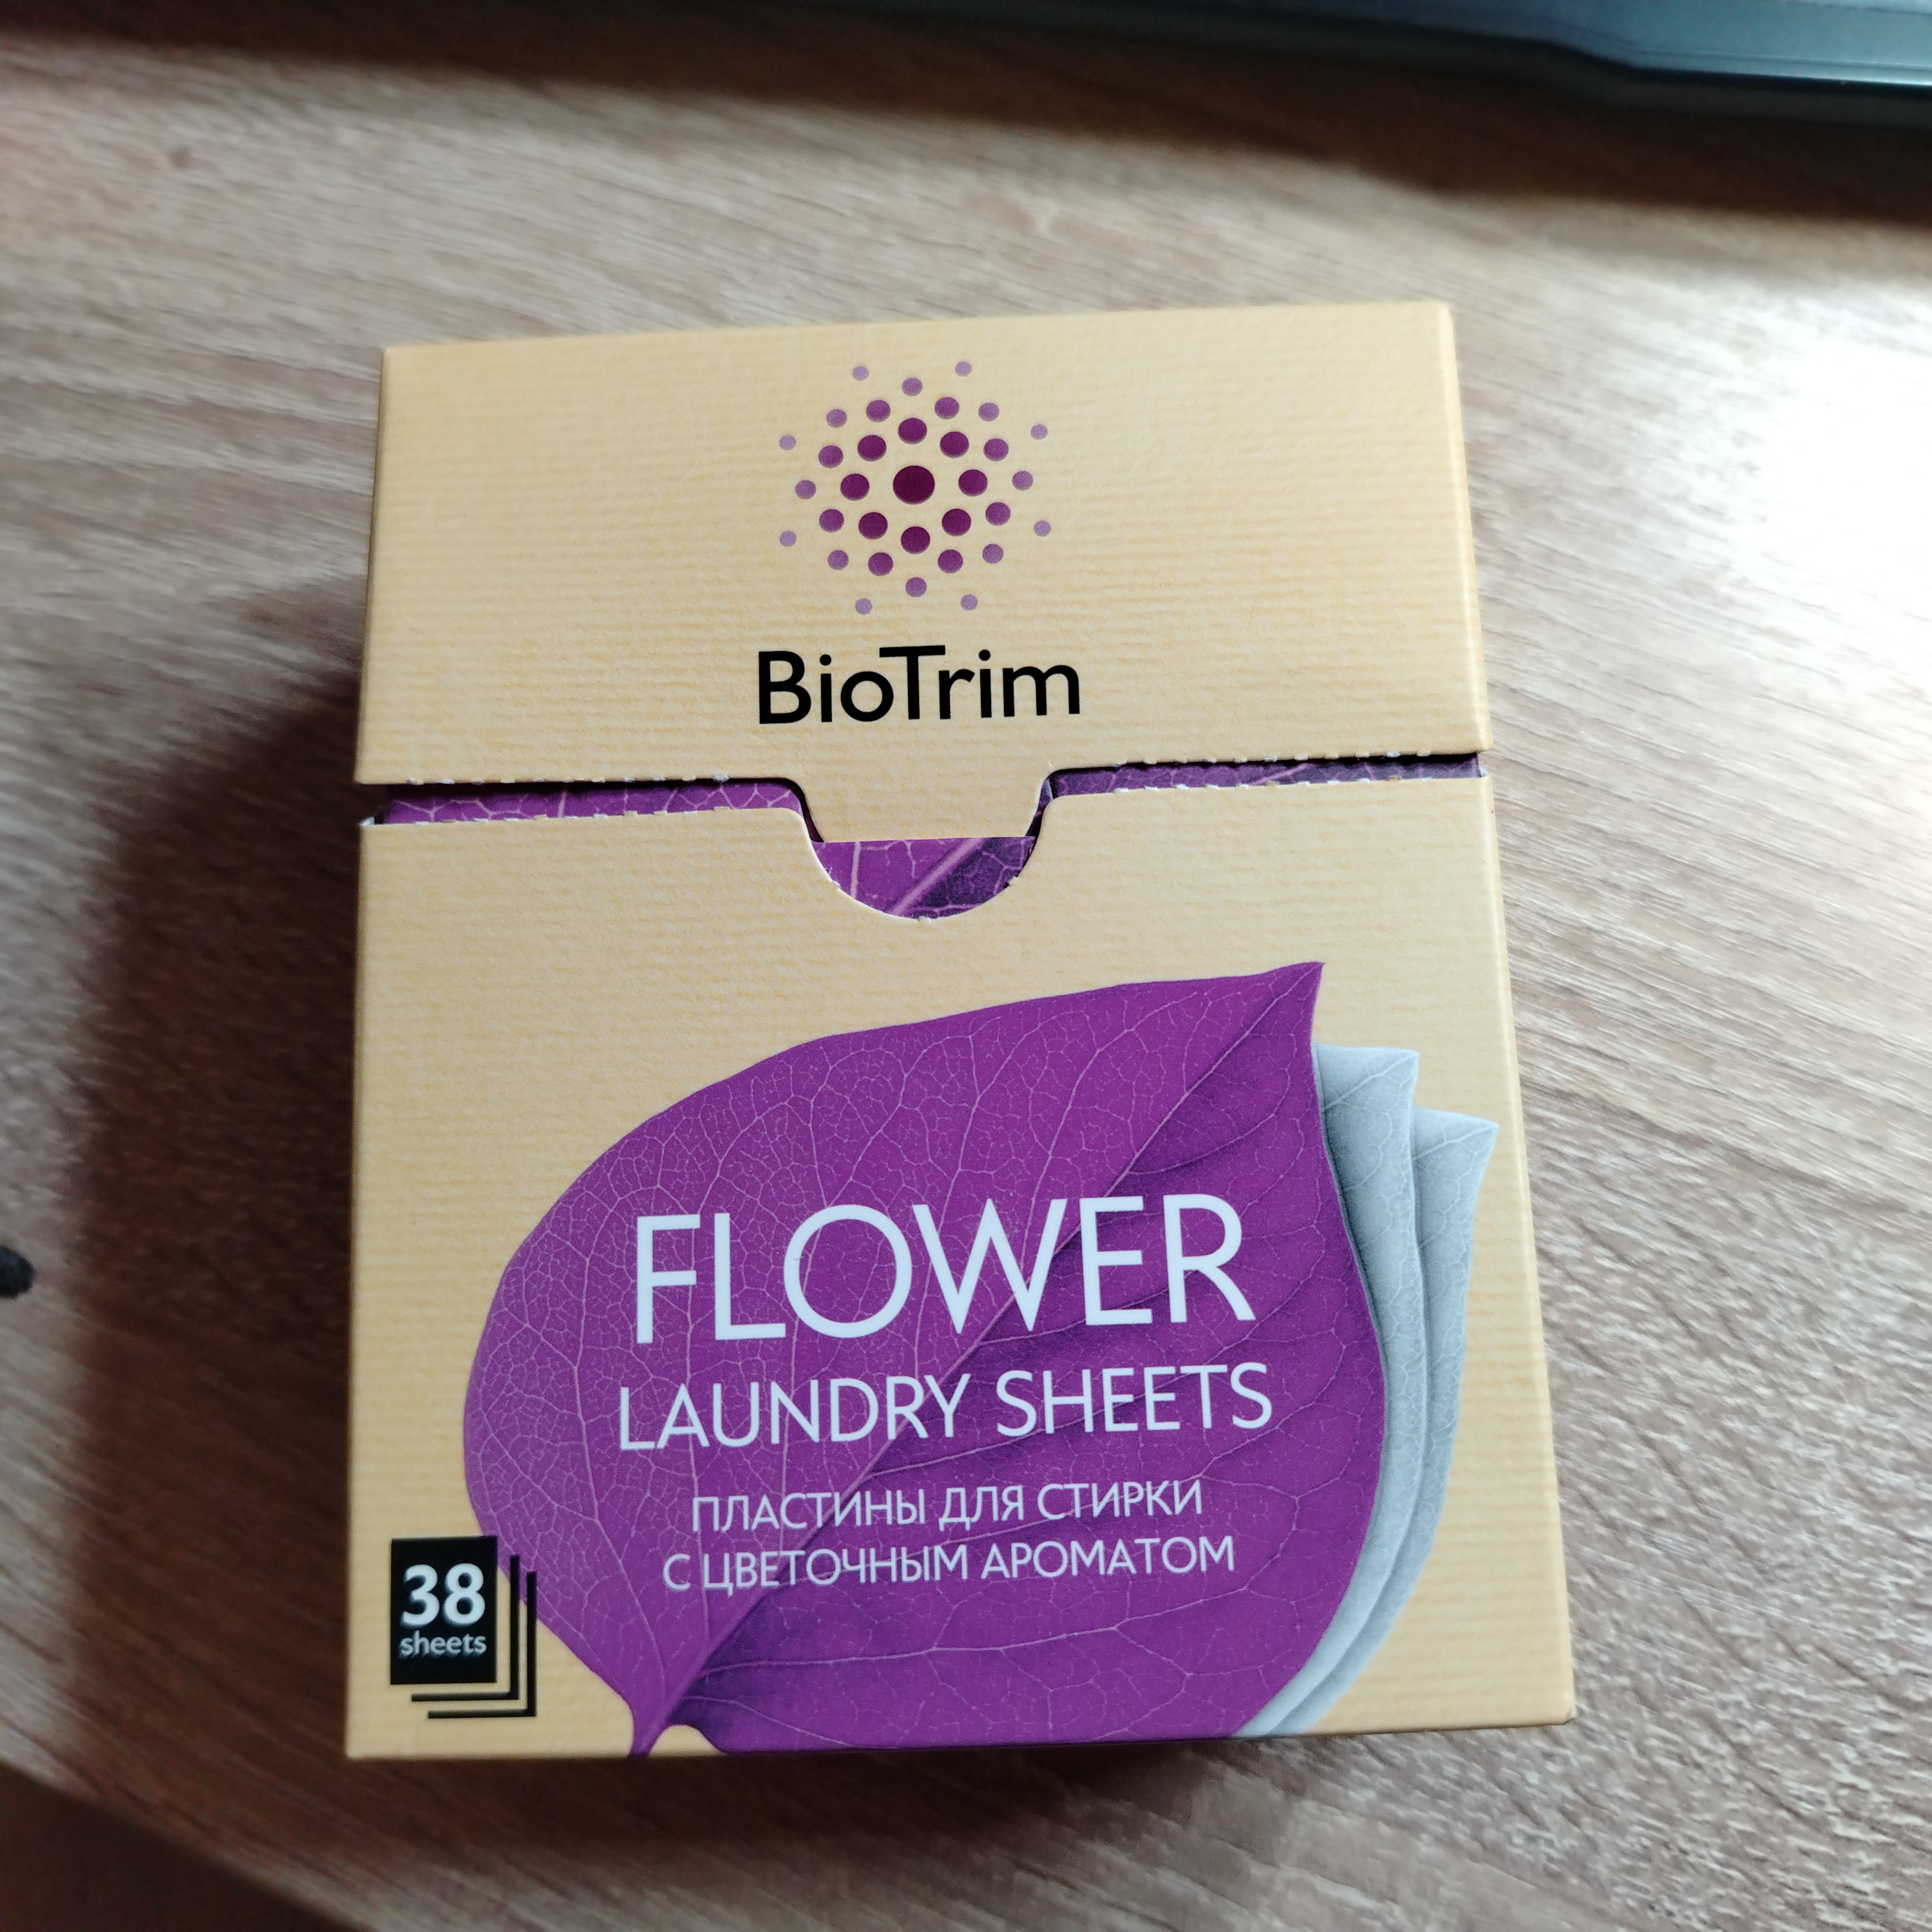 BioTrim
FLOWER
LAUNDRY SHEETS
ПЛАСТИНЫ ДЛЯ СТИРКИ
С ЦВЕТОЧНЫМ АРОМАТОМ
38
sheets